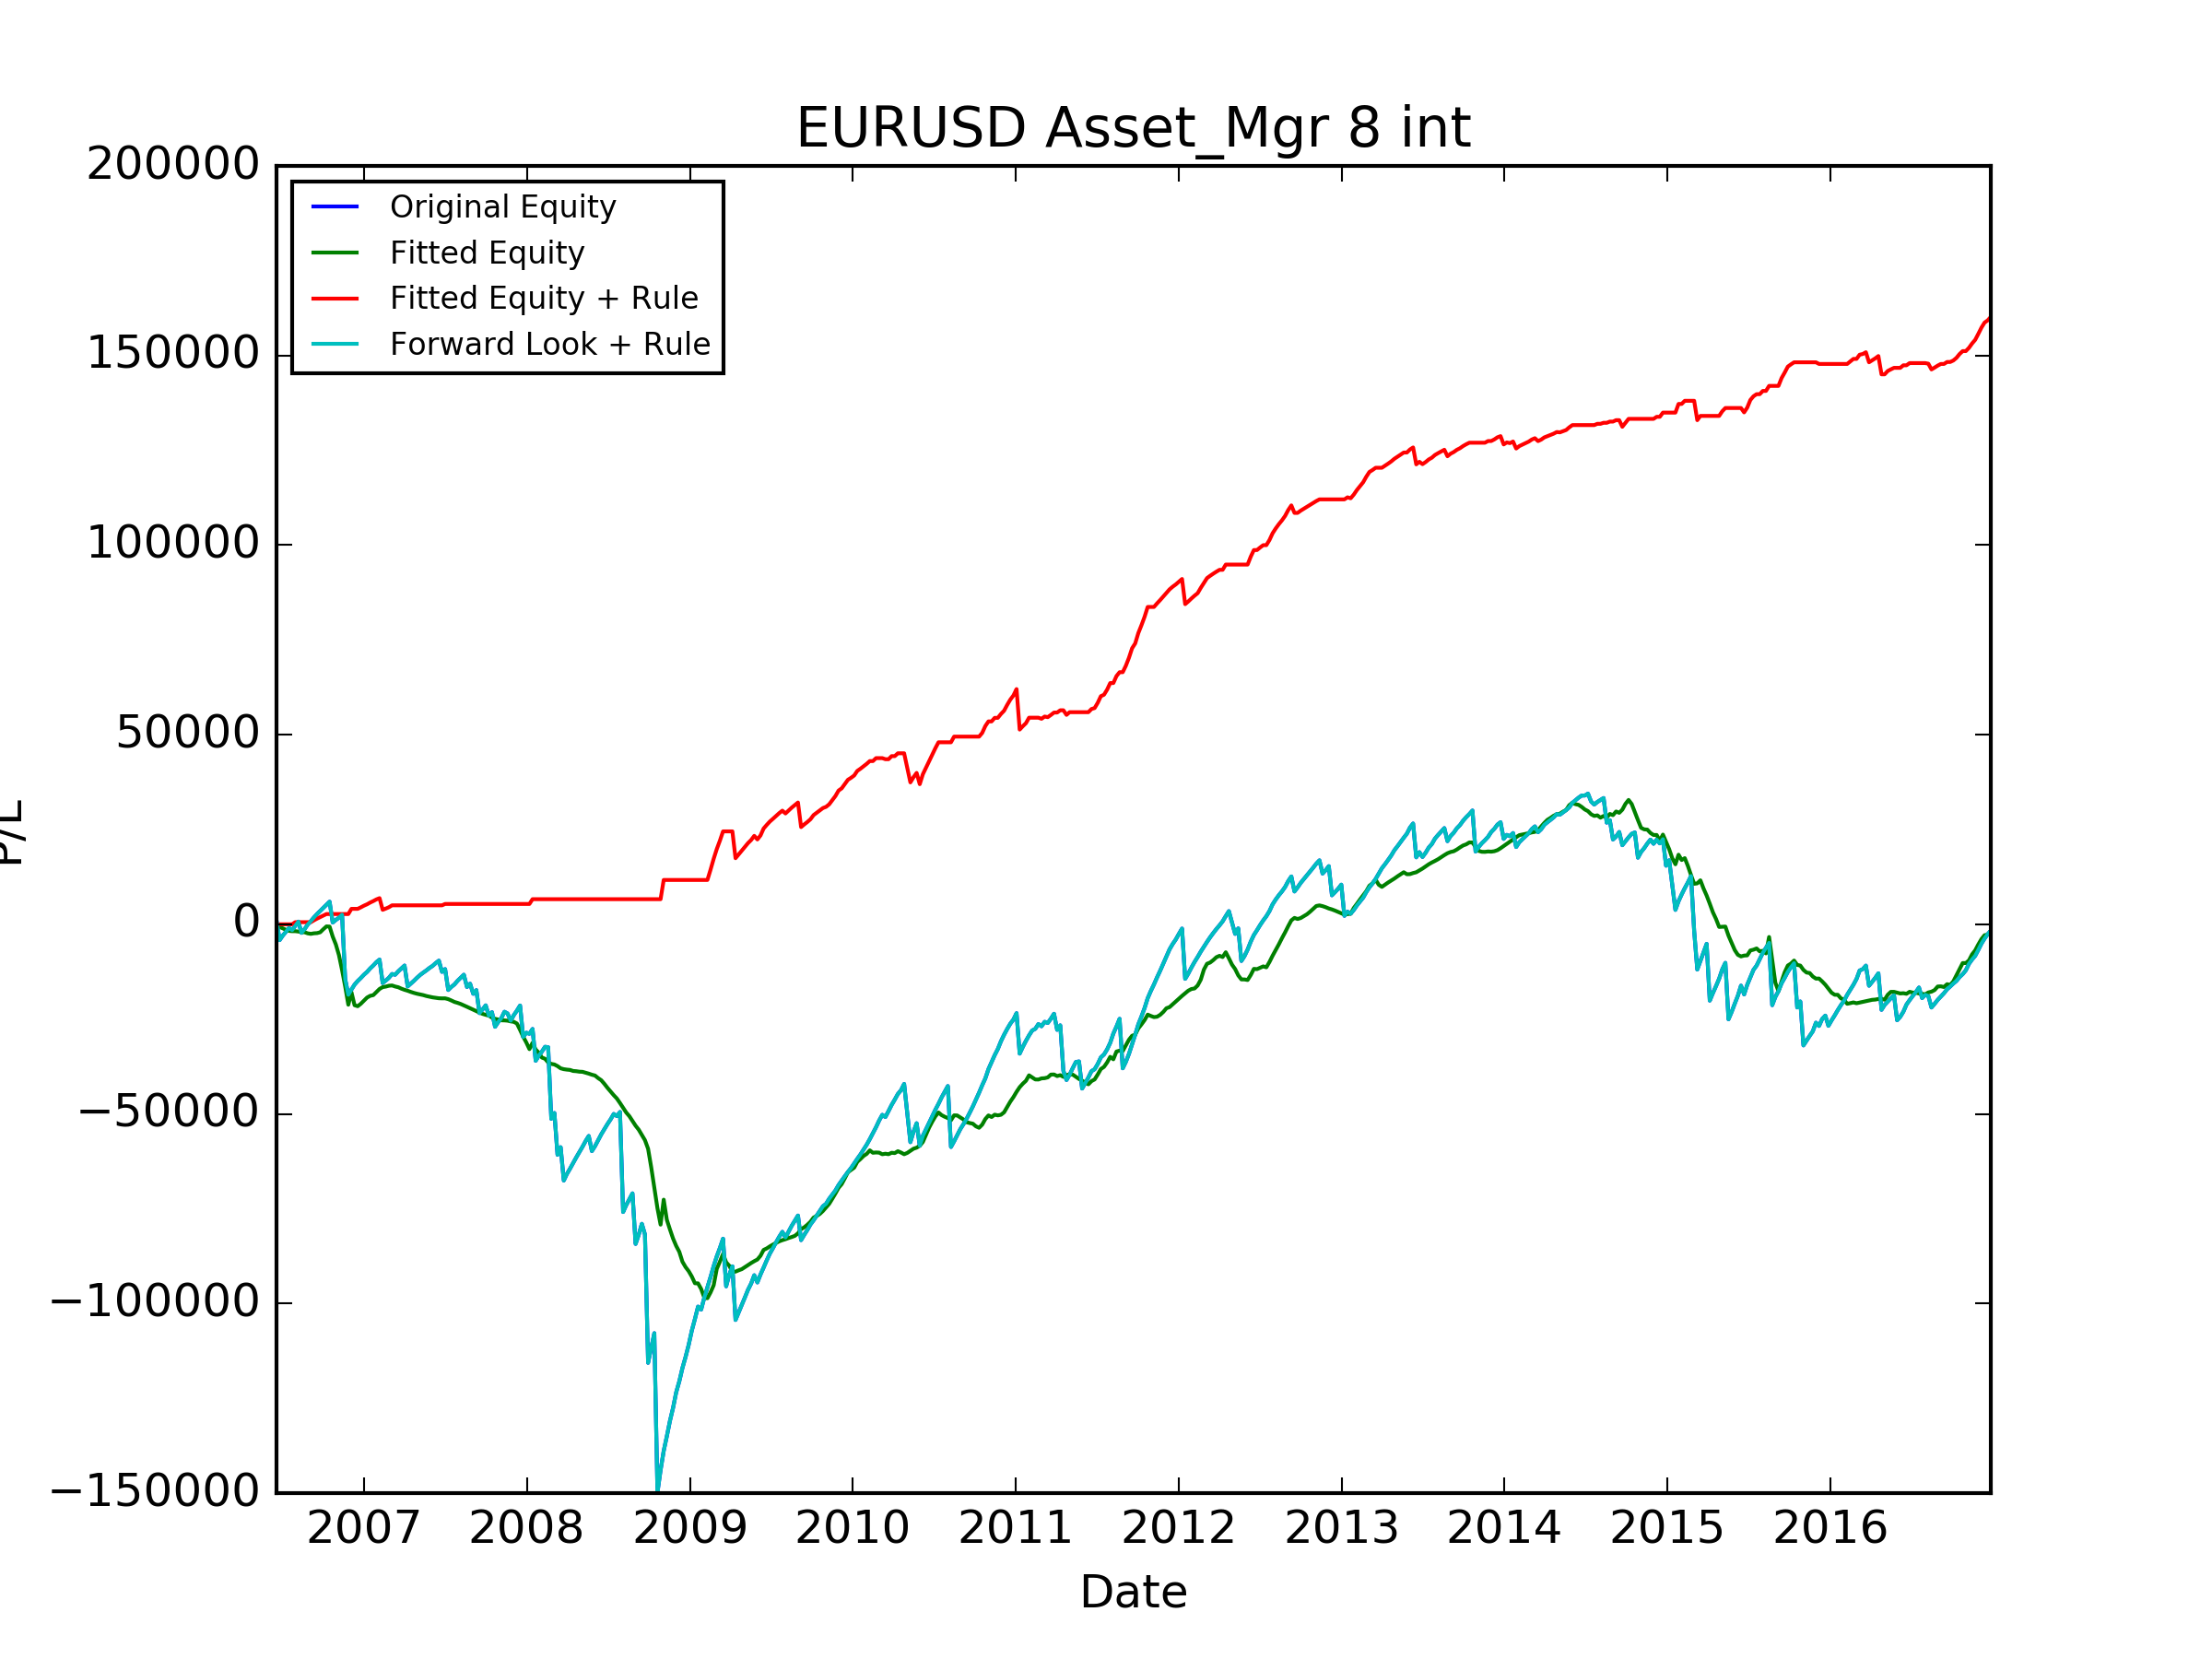 EURUSD Asset_Mgr 8 int
200000
150000
100000
50000
0
−50000
−100000
−150000
P/L
Original Equity
Fitted Equity
Fitted Equity + Rule
Forward Look + Rule
2007 2008 2009 2010 2011 2012 2013 2014 2015 2016
Date